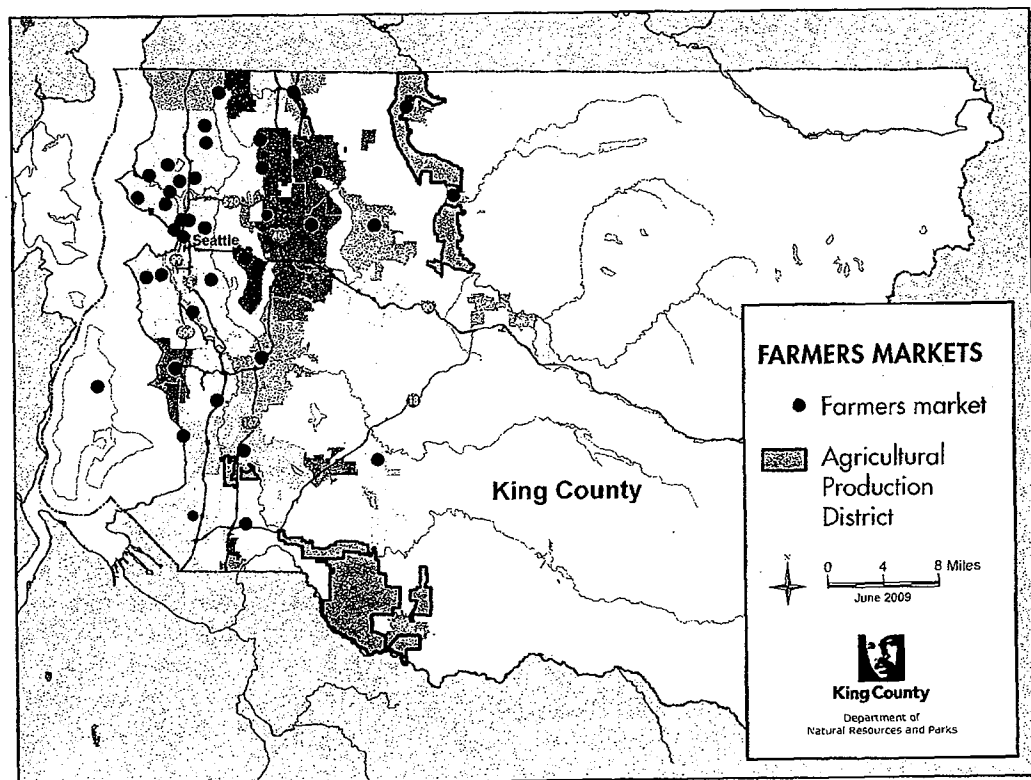 Seattle
18
King County
FARMERS MARKETS
Farmers market
Agricultural
Production
District
N
0 4 8 Miles
June 2009
King County
Department of
Natural Resources and Parks